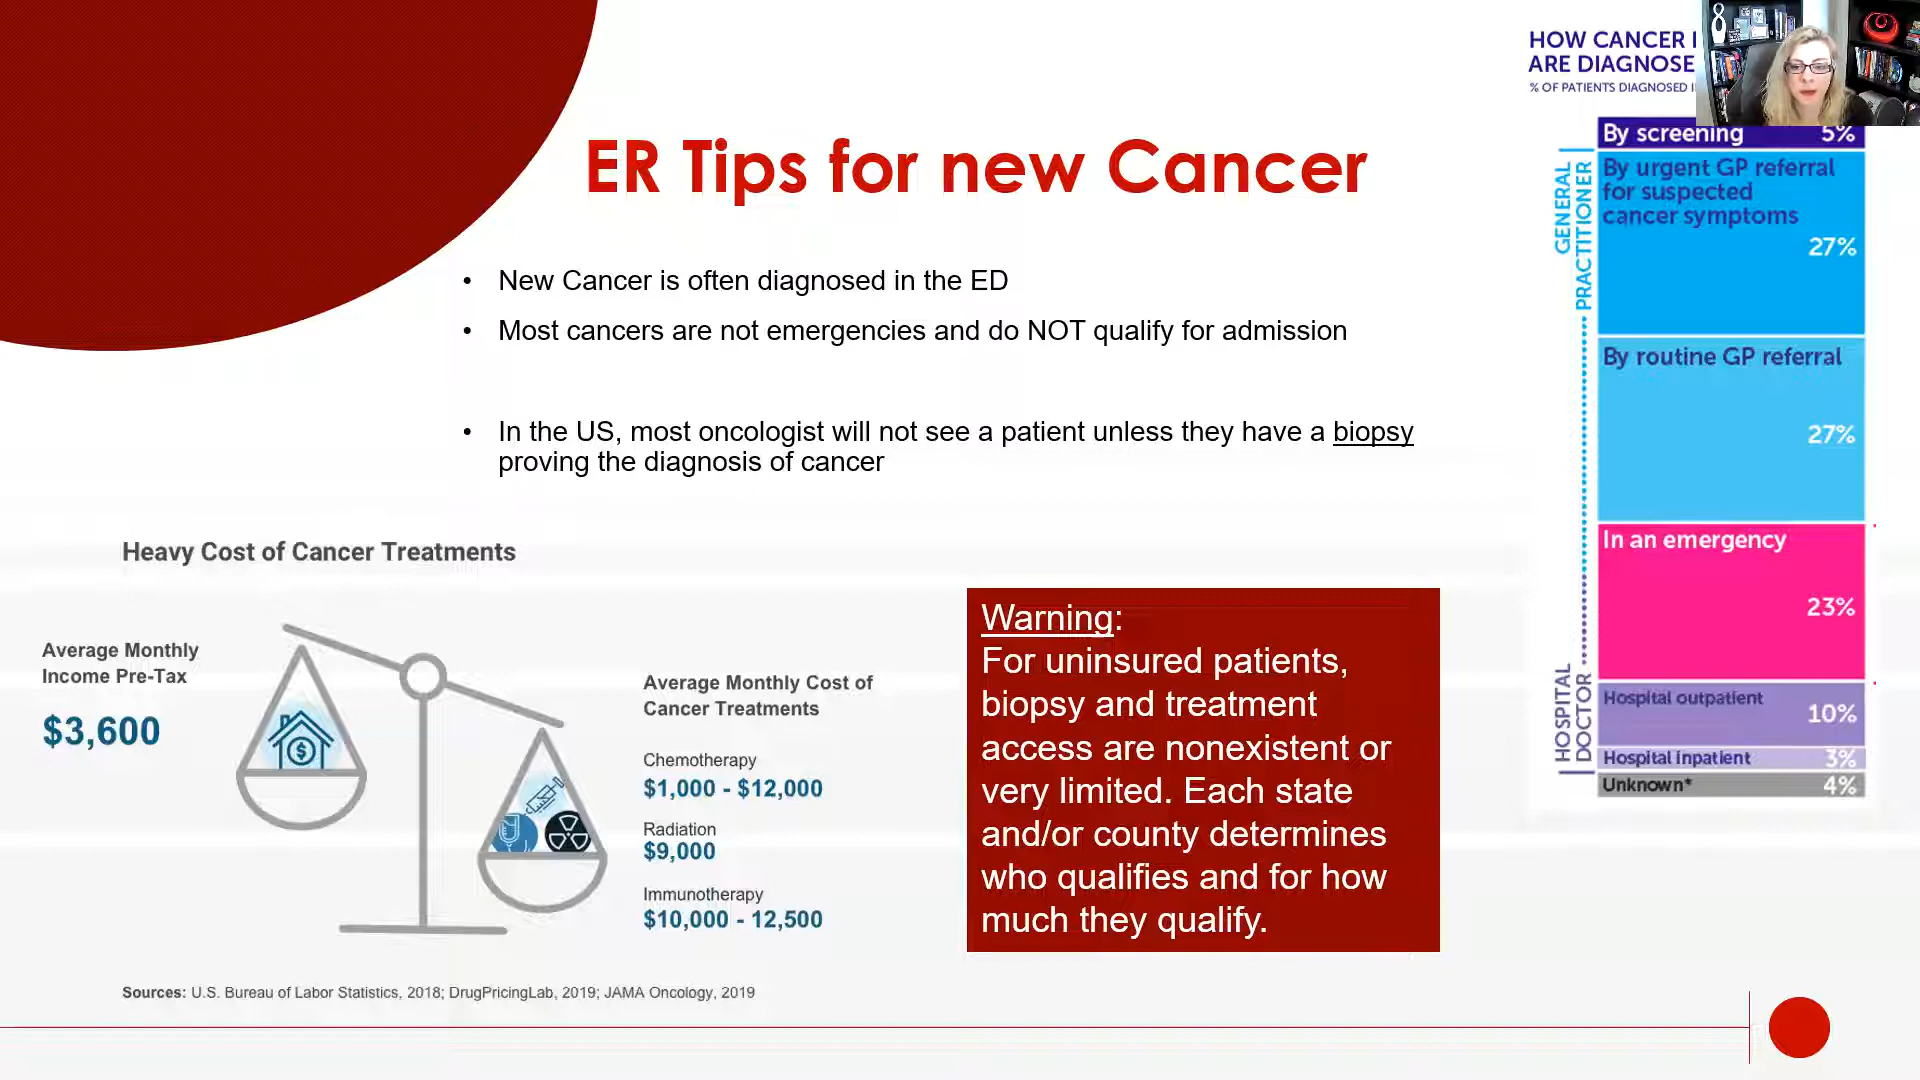 HOW CANCER
ARE DIAGNOSE
% OF PATIENTS DIAGNOSED
ER Tips for new Cancer
• New Cancer is often diagnosed in the ED
• Most cancers are not emergencies and do NOT qualify for admission
• In the US, most oncologist will not see a patient unless they have a biopsy
proving the diagnosis of cancer
Heavy Cost of Cancer Treatments
Average Monthly
Income Pre-Tax
$3,600
Average Monthly Cost of
Cancer Treatments
Chemotherapy
$1,000 - $12,000
Radiation
$9,000
Immunotherapy
$10,000 - 12,500
Sources: U.S. Bureau of Labor Statistics, 2018; DrugPricingLab, 2019; JAMA Oncology, 2019
Warning:
For uninsured patients,
biopsy and treatment
access are nonexistent or
very limited. Each state
and/or county determines
who qualifies and for how
much they qualify.
GENERAL
PRACTITIONER
HOSPITAL
DOCTOR
By screening 5%
By urgent GP referral
for suspected
cancer symptoms
27%
By routine GP referral
27%
In an emergency
23%
Hospital outpatient
10%
Hospital inpatient 3%
Unknown* 4%